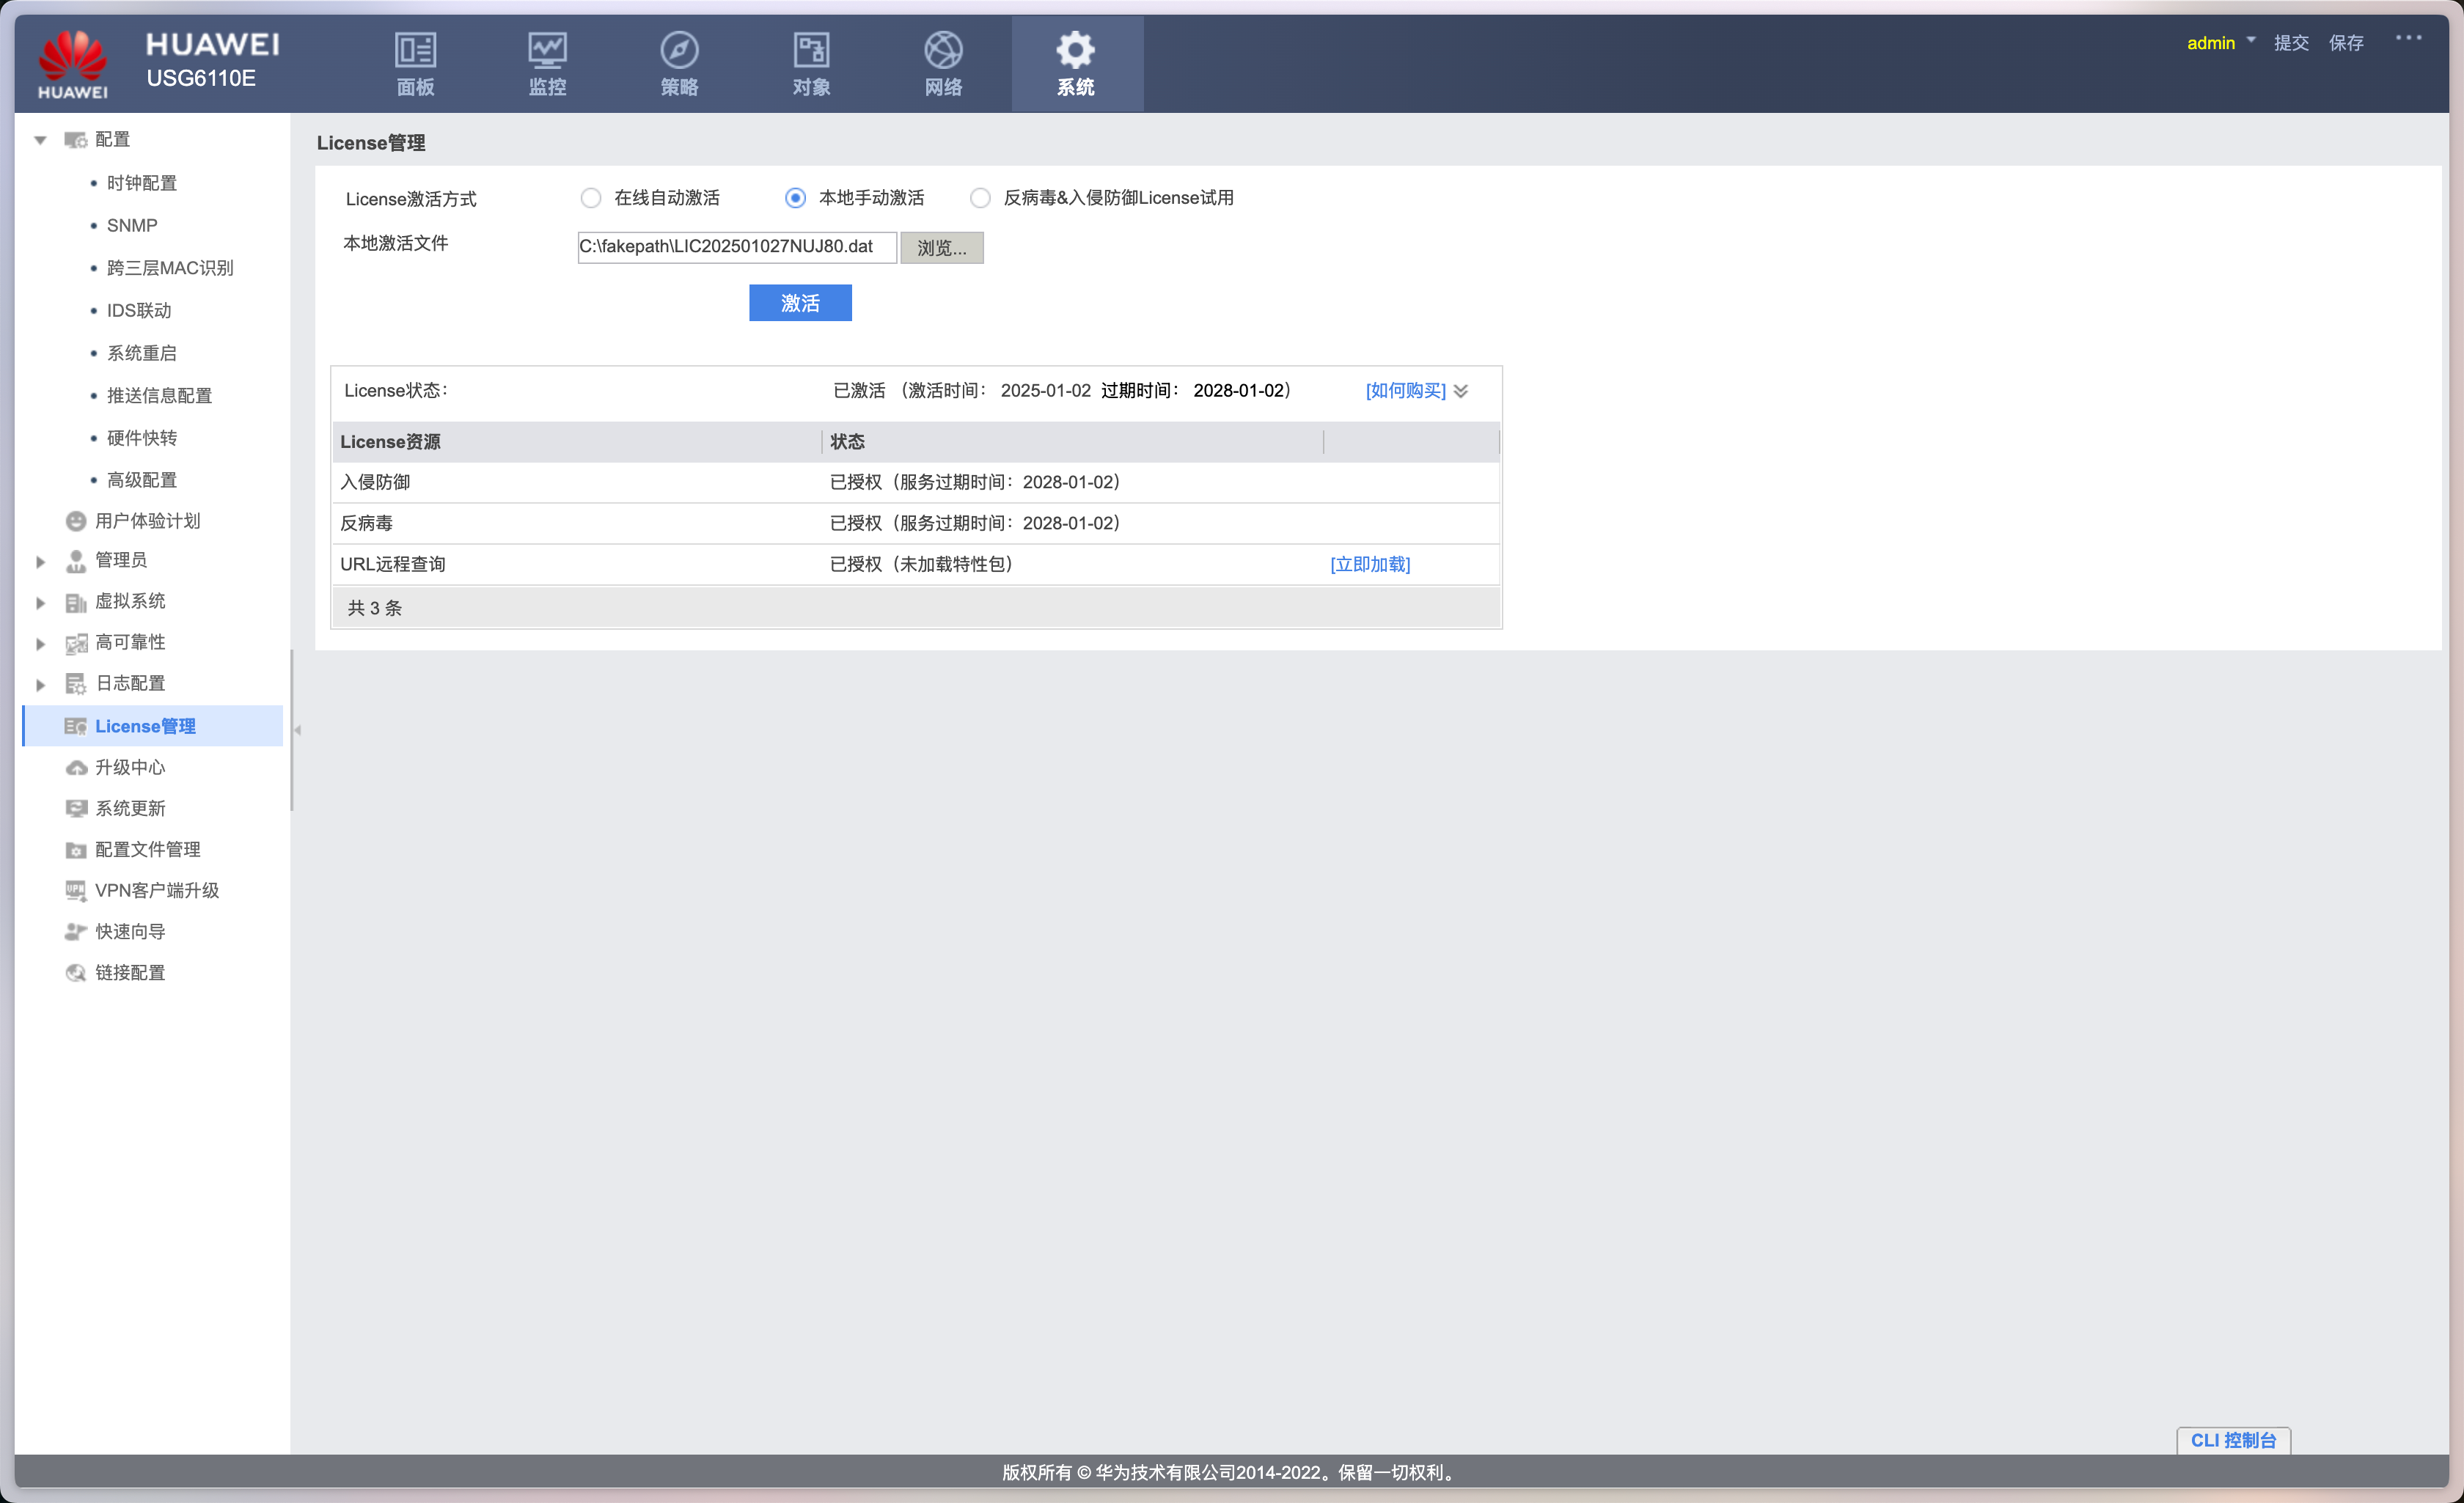 HUAWEI
HUAWEI
USG6110E
面板
监控
策略
对象
网络
系统
admin 提交 保存 ...
配置
时钟配置
SNMP
跨三层MAC识别
IDS联动
系统重启
推送信息配置
硬件快转
高级配置
用户体验计划
管理员
虚拟系统
高可靠性
日志配置
License管理
升级中心
系统更新
配置文件管理
VPN客户端升级
快速向导
链接配置
License管理
License激活方式 在线自动激活 本地手动激活 反病毒&入侵防御License试用
本地激活文件 C:\fakepath\LIC202501027NUJ80.dat 浏览...
激活
License状态： 已激活 （激活时间： 2025-01-02 过期时间： 2028-01-02） [如何购买]
License资源 状态
入侵防御 已授权（服务过期时间：2028-01-02）
反病毒 已授权（服务过期时间：2028-01-02）
URL远程查询 已授权（未加载特性包） [立即加载]
共 3 条
CLI 控制台
版权所有 © 华为技术有限公司2014-2022。保留一切权利。